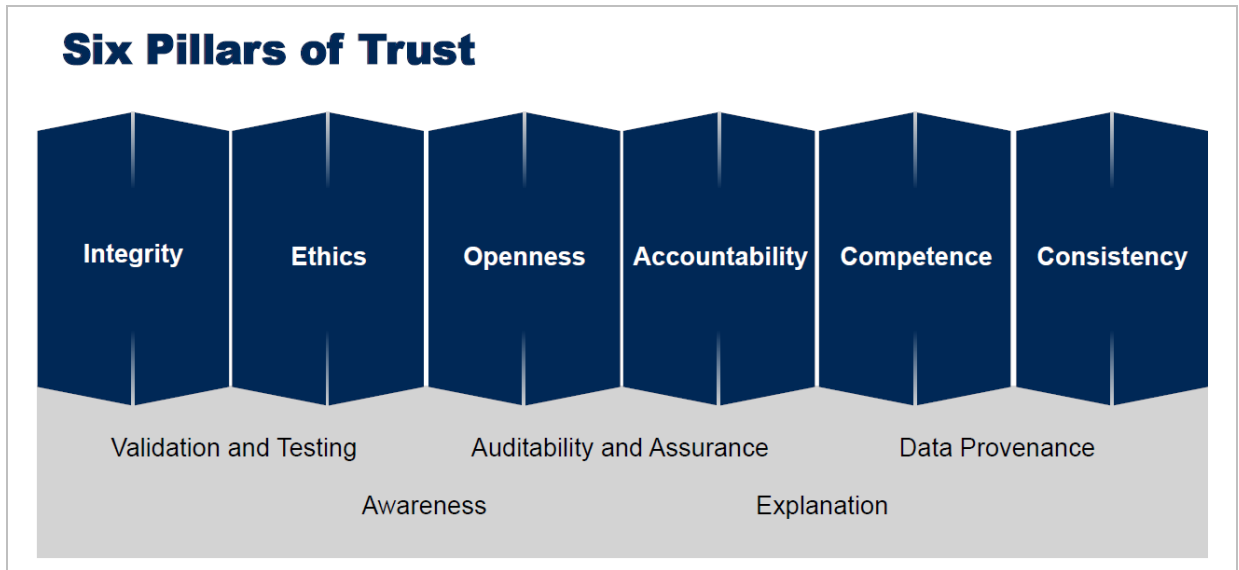 Six Pillars of Trust
Integrity
Ethics
Openness
Accountability
Competence
Consistency
Validation and Testing
Auditability and Assurance
Data Provenance
Awareness
Explanation